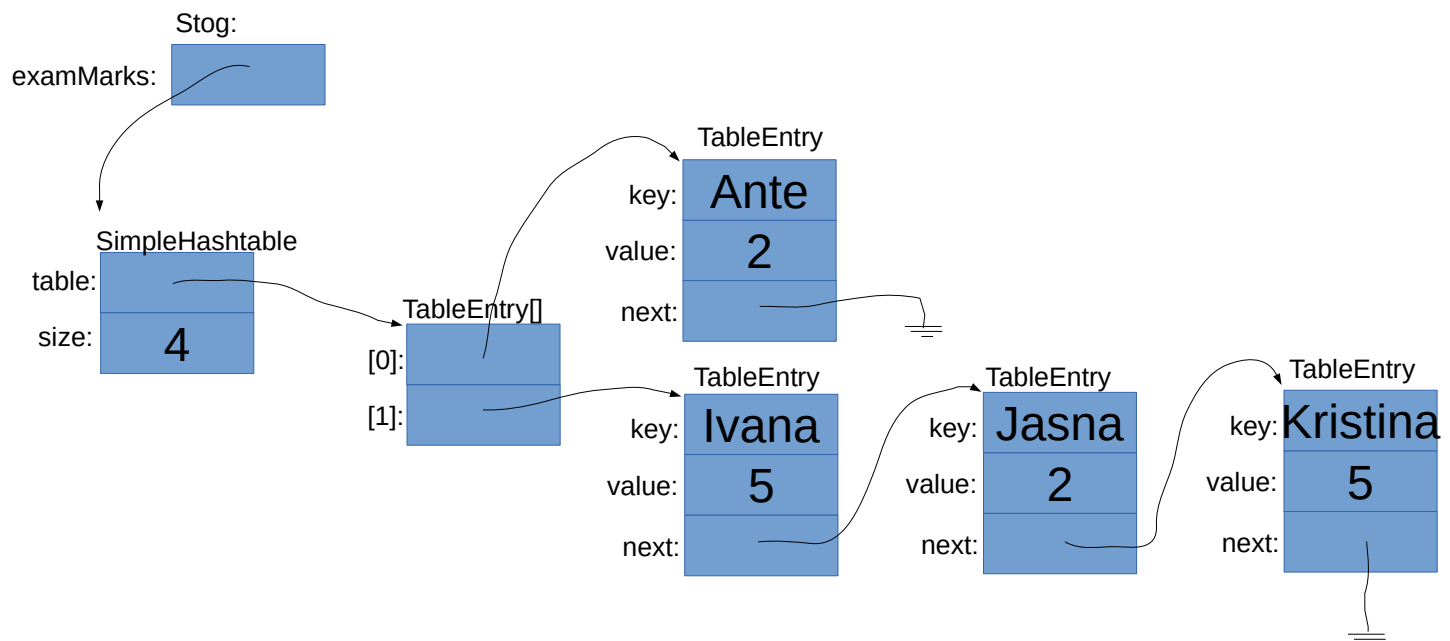 Stog:
examMarks:
SimpleHashtable
table:
size: 4
TableEntry[]
[0]:
[1]:
TableEntry
key: Ante
value: 2
next:
TableEntry
key: Ivana
value: 5
next:
TableEntry
key: Jasna
value: 2
next:
TableEntry
key: Kristina
value: 5
next: